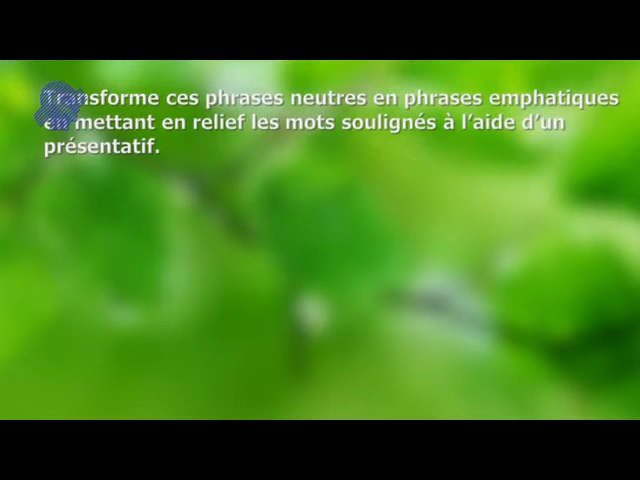 Transforme ces phrases neutres en phrases emphatiques
en mettant en relief les mots soulignés à l’aide d’un
présentatif.